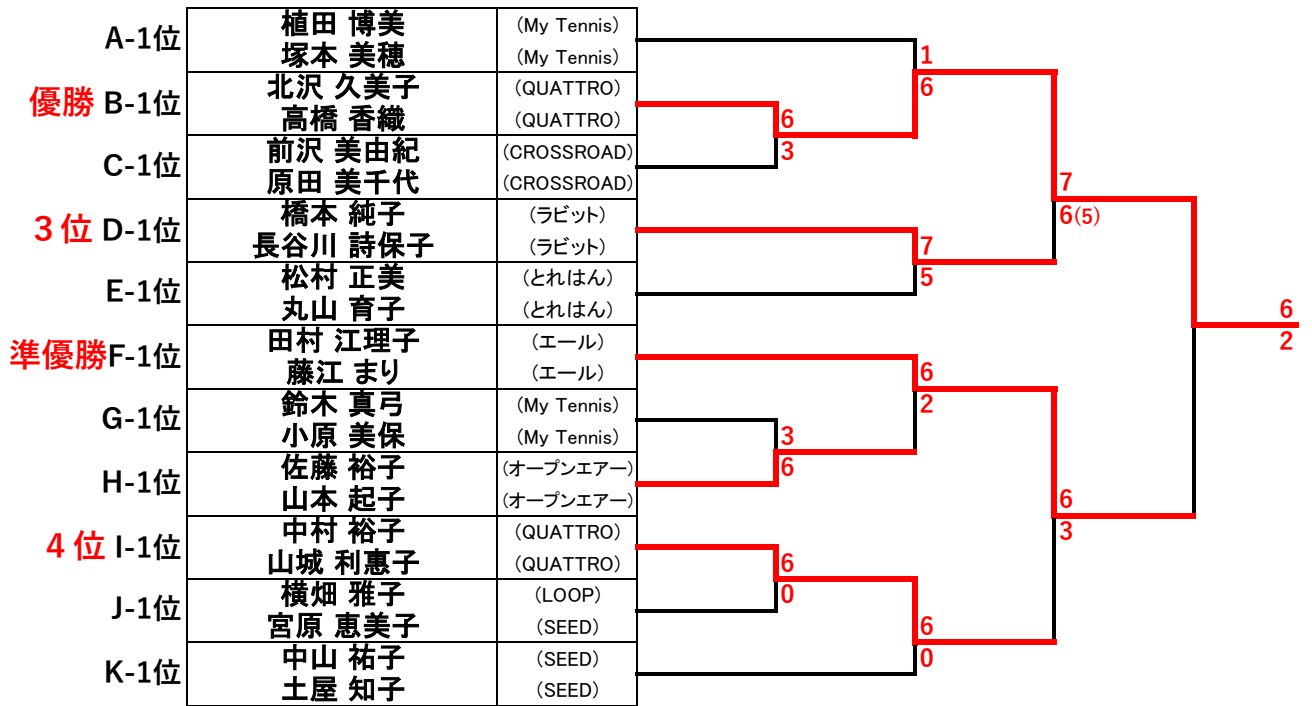 A-1位 植田 博美 (My Tennis)
塚本 美穂 (My Tennis)
1
優勝 B-1位 北沢 久美子 (QUATTRO)
6
高橋 香織 (QUATTRO)
6
C-1位 前沢 美由紀 (CROSSROAD)
3
原田 美千代 (CROSSROAD)
7
３位 D-1位 橋本 純子 (ラビット)
6(5)
長谷川 詩保子 (ラビット)
7
E-1位 松村 正美 (とれはん)
5
丸山 育子 (とれはん)
6
準優勝F-1位 田村 江理子 (エール)
2
藤江 まり (エール)
6
G-1位 鈴木 真弓 (My Tennis)
2
小原 美保 (My Tennis)
3
H-1位 佐藤 裕子 (オープンエアー)
6
山本 起子 (オープンエアー)
6
４位 I-1位 中村 裕子 (QUATTRO)
3
山城 利惠子 (QUATTRO)
6
J-1位 横畑 雅子 (LOOP)
0
宮原 恵美子 (SEED)
6
K-1位 中山 祐子 (SEED)
0
土屋 知子 (SEED)